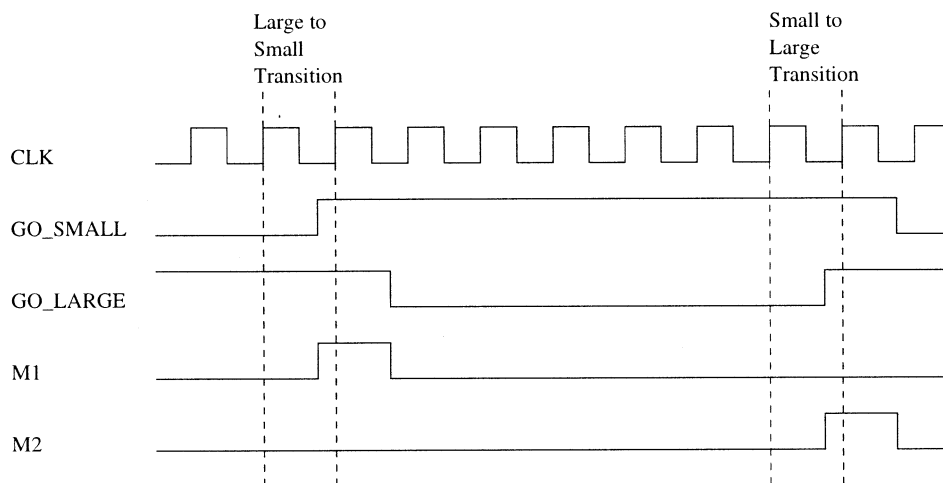 Large to
Small
Transition
Small to
Large
Transition
CLK
GO_SMALL
GO_LARGE
M1
M2